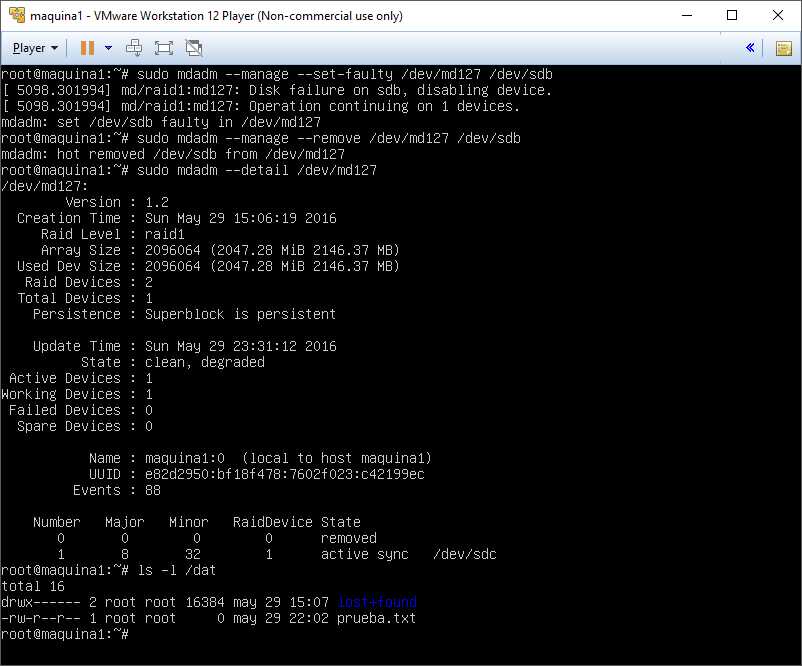 maquina1 - VMware Workstation 12 Player (Non-commercial use only)
Player
root@maquina1:~# sudo mdadm --manage --set-faulty /dev/md127 /dev/sdb
[ 5098.301994] md/raid1:md127: Disk failure on sdb, disabling device.
[ 5098.301994] md/raid1:md127: Operation continuing on 1 devices.
mdadm: set /dev/sdb faulty in /dev/md127
root@maquina1:~# sudo mdadm --manage --remove /dev/md127 /dev/sdb
mdadm: hot removed /dev/sdb from /dev/md127
root@maquina1:~# sudo mdadm --detail /dev/md127
/dev/md127:
        Version : 1.2
  Creation Time : Sun May 29 15:06:19 2016
     Raid Level : raid1
     Array Size : 2096064 (2047.28 MiB 2146.37 MB)
  Used Dev Size : 2096064 (2047.28 MiB 2146.37 MB)
   Raid Devices : 2
  Total Devices : 1
    Persistence : Superblock is persistent
    Update Time : Sun May 29 23:31:12 2016
          State : clean, degraded
 Active Devices : 1
Working Devices : 1
 Failed Devices : 0
  Spare Devices : 0
           Name : maquina1:0  (local to host maquina1)
           UUID : e82d2950:bf18f478:7602f023:c42199ec
         Events : 88
    Number   Major   Minor   RaidDevice State
       0       0        0        0      removed
       1       8       32        1      active sync   /dev/sdc
root@maquina1:~# ls -l /dat
total 16
drwx------ 2 root root 16384 may 29 15:07 lost+found
-rw-r--r-- 1 root root     0 may 29 22:02 prueba.txt
root@maquina1:~#